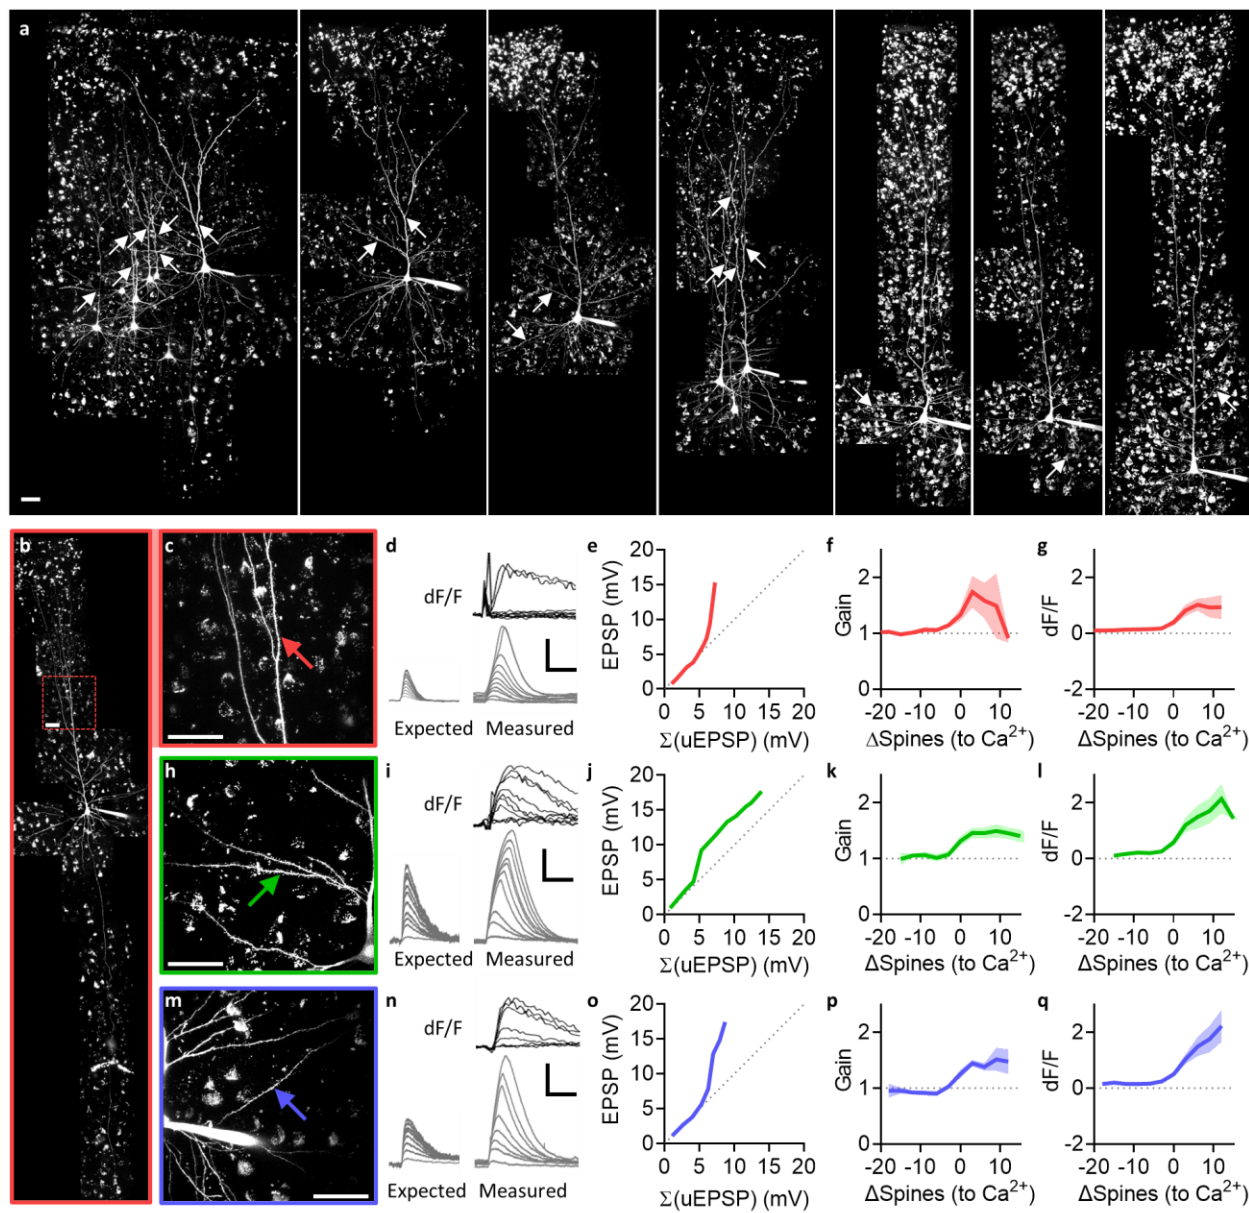 a
b
c
d
dF/F
Expected Measured
e
EPSP (mV)
20
15
10
5
0
0 5 10 15 20
Σ(uEPSP) (mV)
f
Gain
2
1
0
-20 -10 0 10
ΔSpines (to Ca²⁺)
g
dF/F
2
0
-2
-20 -10 0 10
ΔSpines (to Ca²⁺)
h
i
dF/F
Expected Measured
j
EPSP (mV)
20
15
10
5
0
0 5 10 15 20
Σ(uEPSP) (mV)
k
Gain
2
1
0
-20 -10 0 10
ΔSpines (to Ca²⁺)
l
dF/F
2
0
-2
-20 -10 0 10
ΔSpines (to Ca²⁺)
m
n
dF/F
Expected Measured
o
EPSP (mV)
20
15
10
5
0
0 5 10 15 20
Σ(uEPSP) (mV)
p
Gain
2
1
0
-20 -10 0 10
ΔSpines (to Ca²⁺)
q
dF/F
2
0
-2
-20 -10 0 10
ΔSpines (to Ca²⁺)